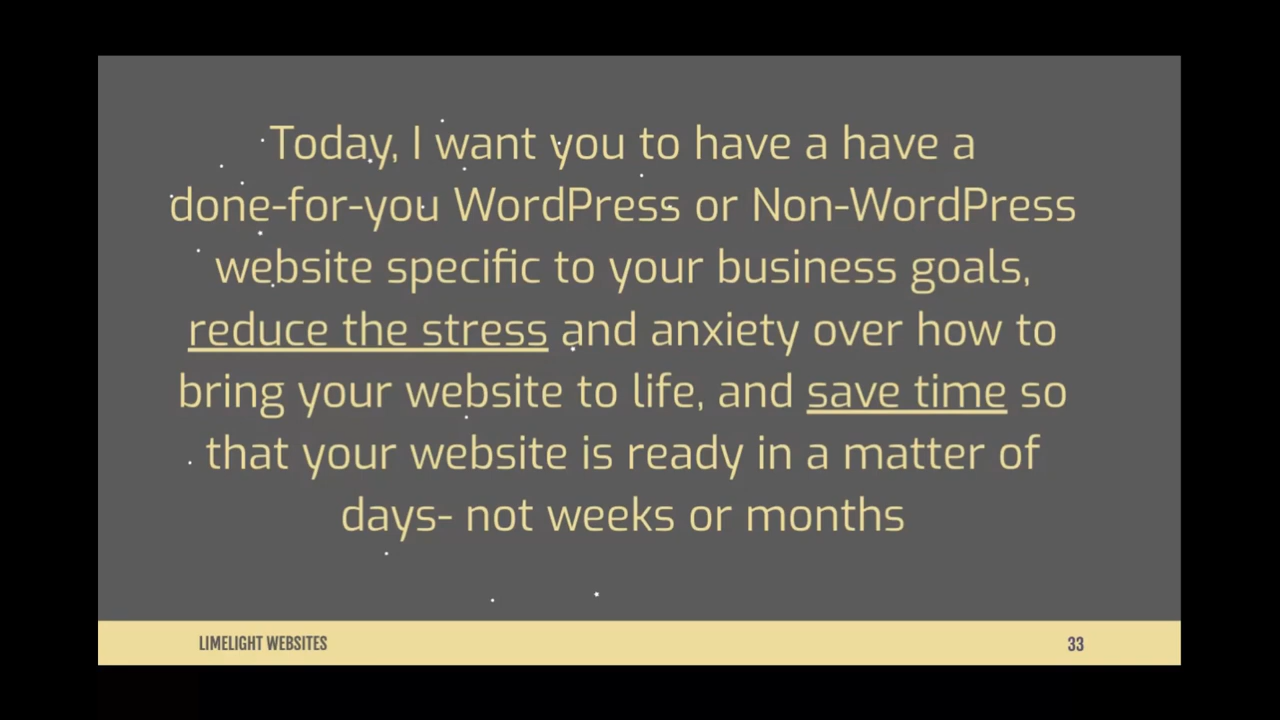 Today, I want you to have a have a
done-for-you WordPress or Non-WordPress
website specific to your business goals,
reduce the stress and anxiety over how to
bring your website to life, and save time so
that your website is ready in a matter of
days- not weeks or months
LIMELIGHT WEBSITES
33